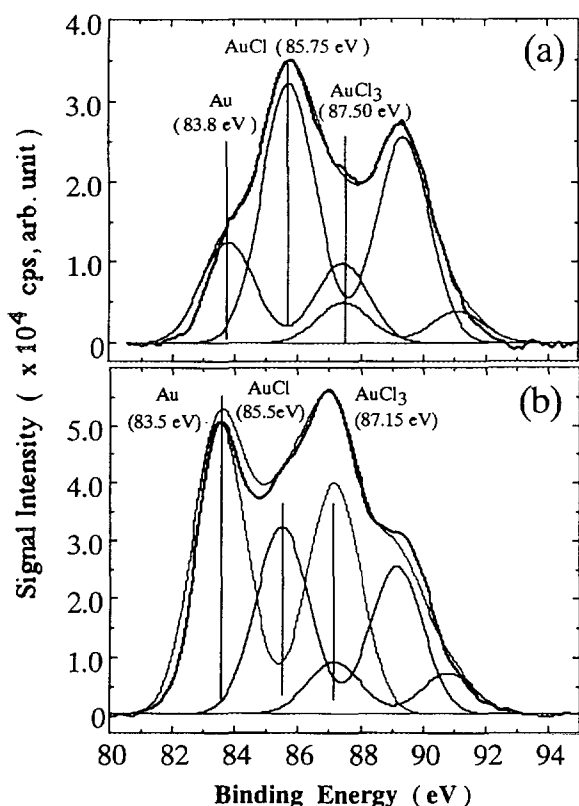 (a)
AuCl (85.75 eV)
Au
(83.8 eV)
AuCl3
(87.50 eV)
4.0
3.0
2.0
1.0
0
(b)
Au
(83.5 eV)
AuCl
(85.5eV)
AuCl3
(87.15 eV)
5.0
4.0
3.0
2.0
1.0
0
80 82 84 86 88 90 92 94
Signal Intensity ( x 10^4 cps, arb. unit)
Binding Energy (eV)